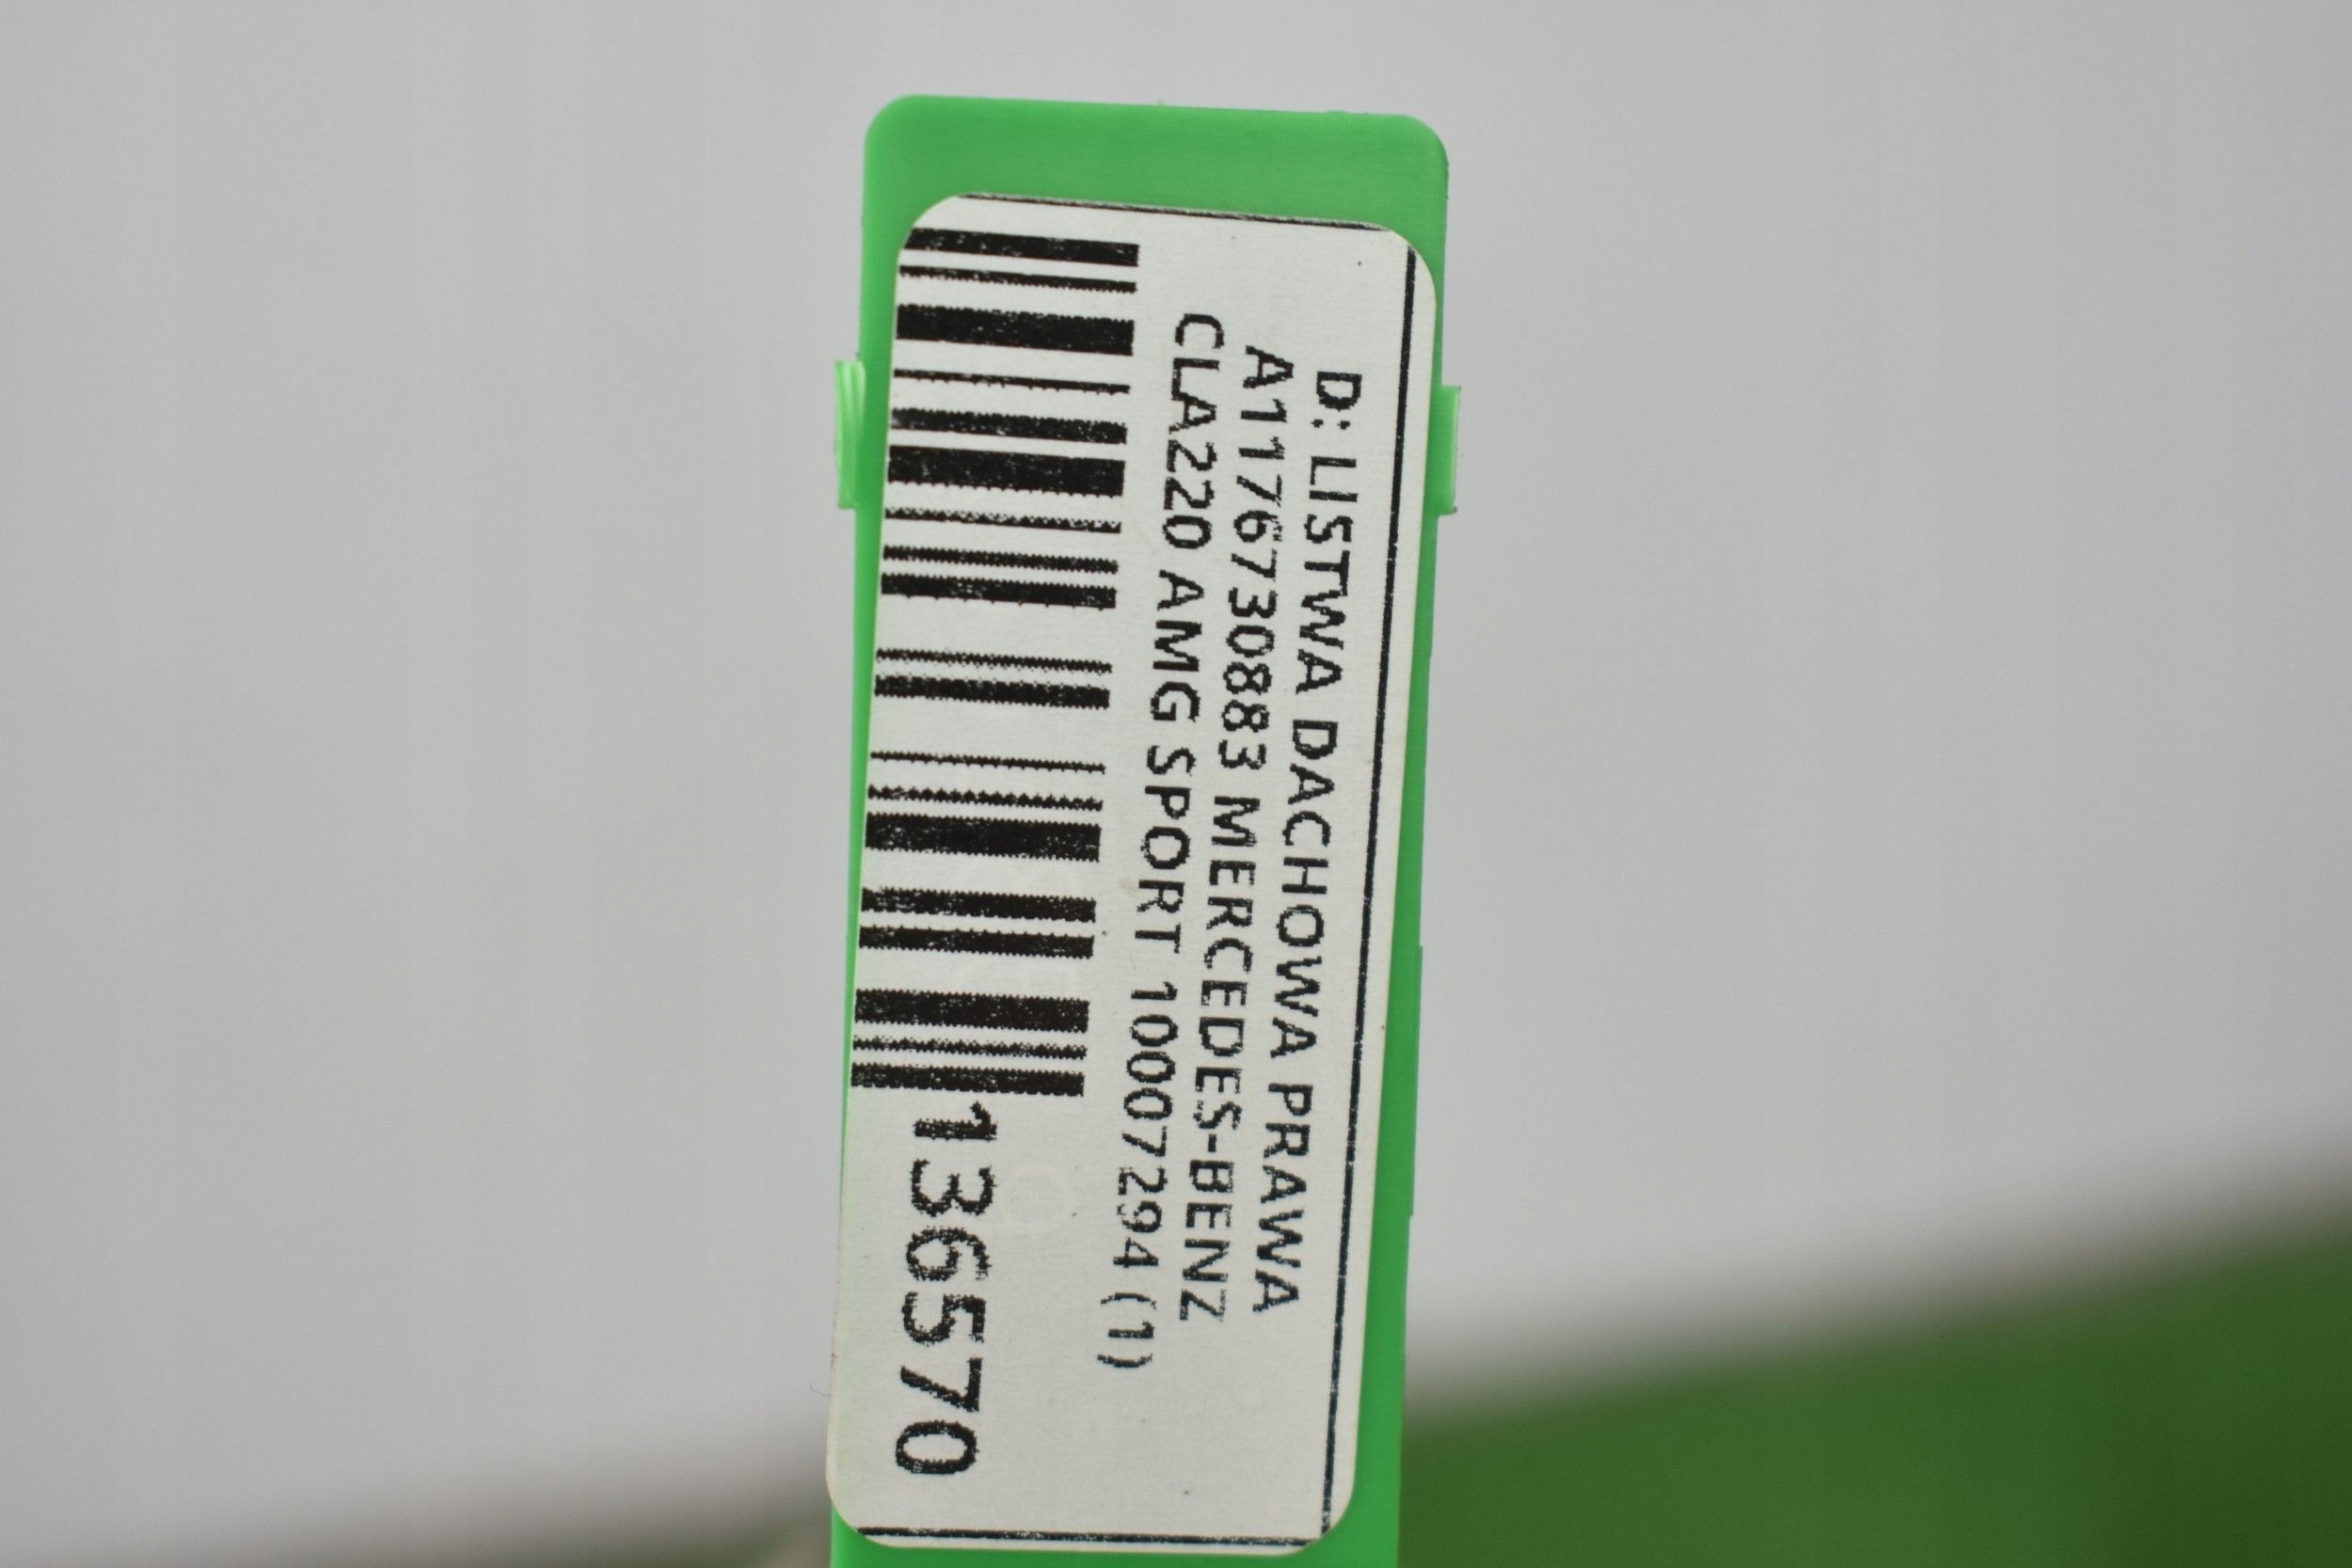 D: LISTWA DACHOWA PRAWA
A1176730883 MERCEDES-BENZ
CLA220 AMG SPORT 10007294 (1)
136570